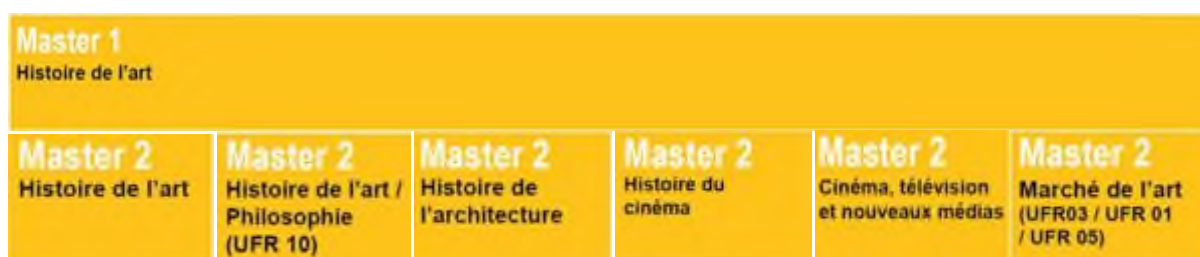 Master 1
Histoire de l'art
Master 2
Histoire de l'art
Master 2
Histoire de l'art /
Philosophie
(UFR 10)
Master 2
Histoire de
l'architecture
Master 2
Histoire du
cinéma
Master 2
Cinéma, télévision
et nouveaux médias
Master 2
Marché de l'art
(UFR03 / UFR 01
/ UFR 05)